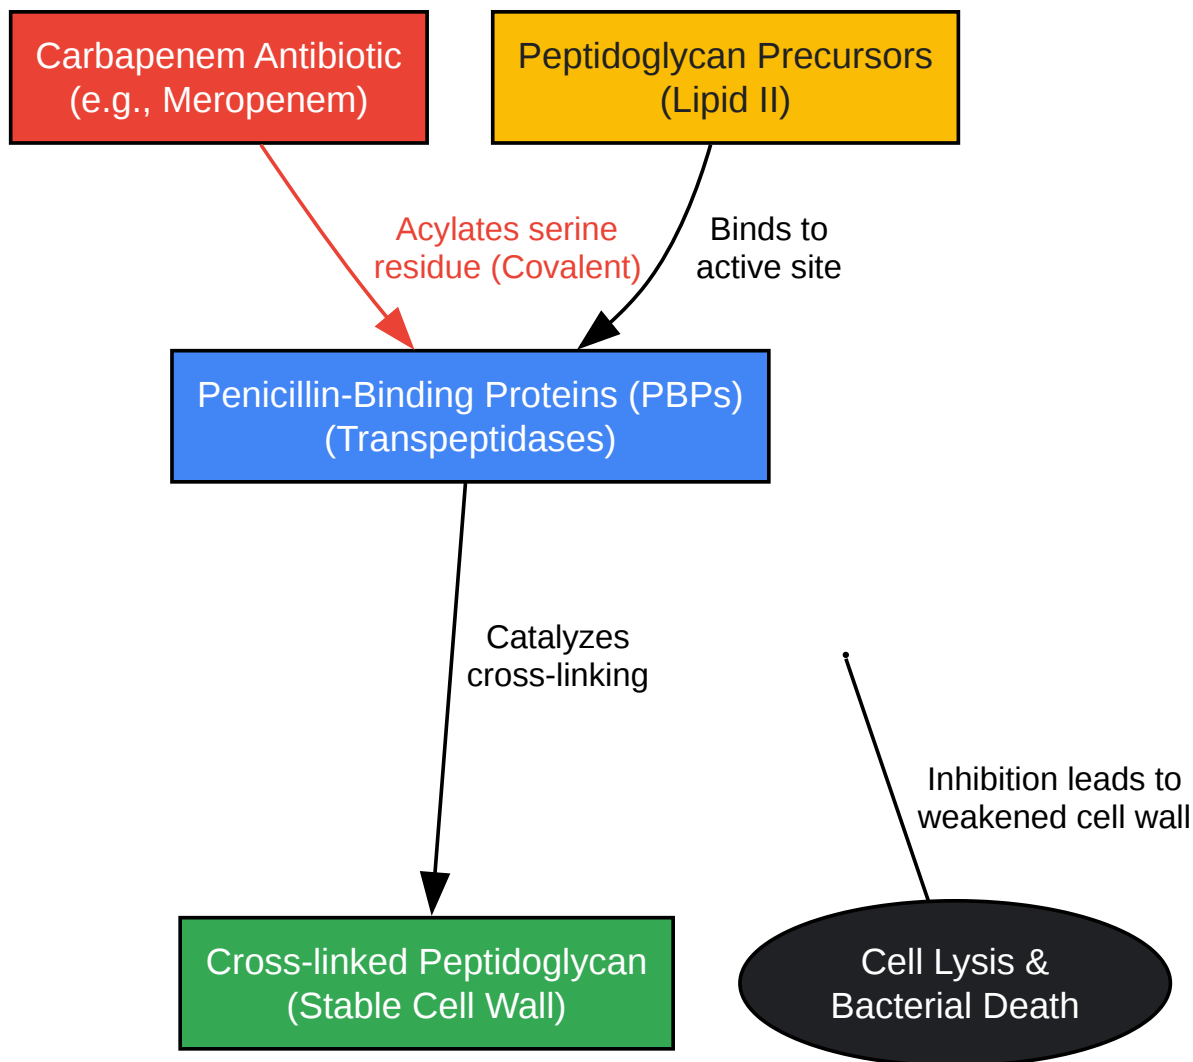 Carbapenem Antibiotic
(e.g., Meropenem)
Peptidoglycan Precursors
(Lipid II)
Acylates serine
residue (Covalent)
Binds to
active site
Penicillin-Binding Proteins (PBPs)
(Transpeptidases)
Catalyzes
cross-linking
Inhibition leads to
weakened cell wall
Cross-linked Peptidoglycan
(Stable Cell Wall)
Cell Lysis &
Bacterial Death